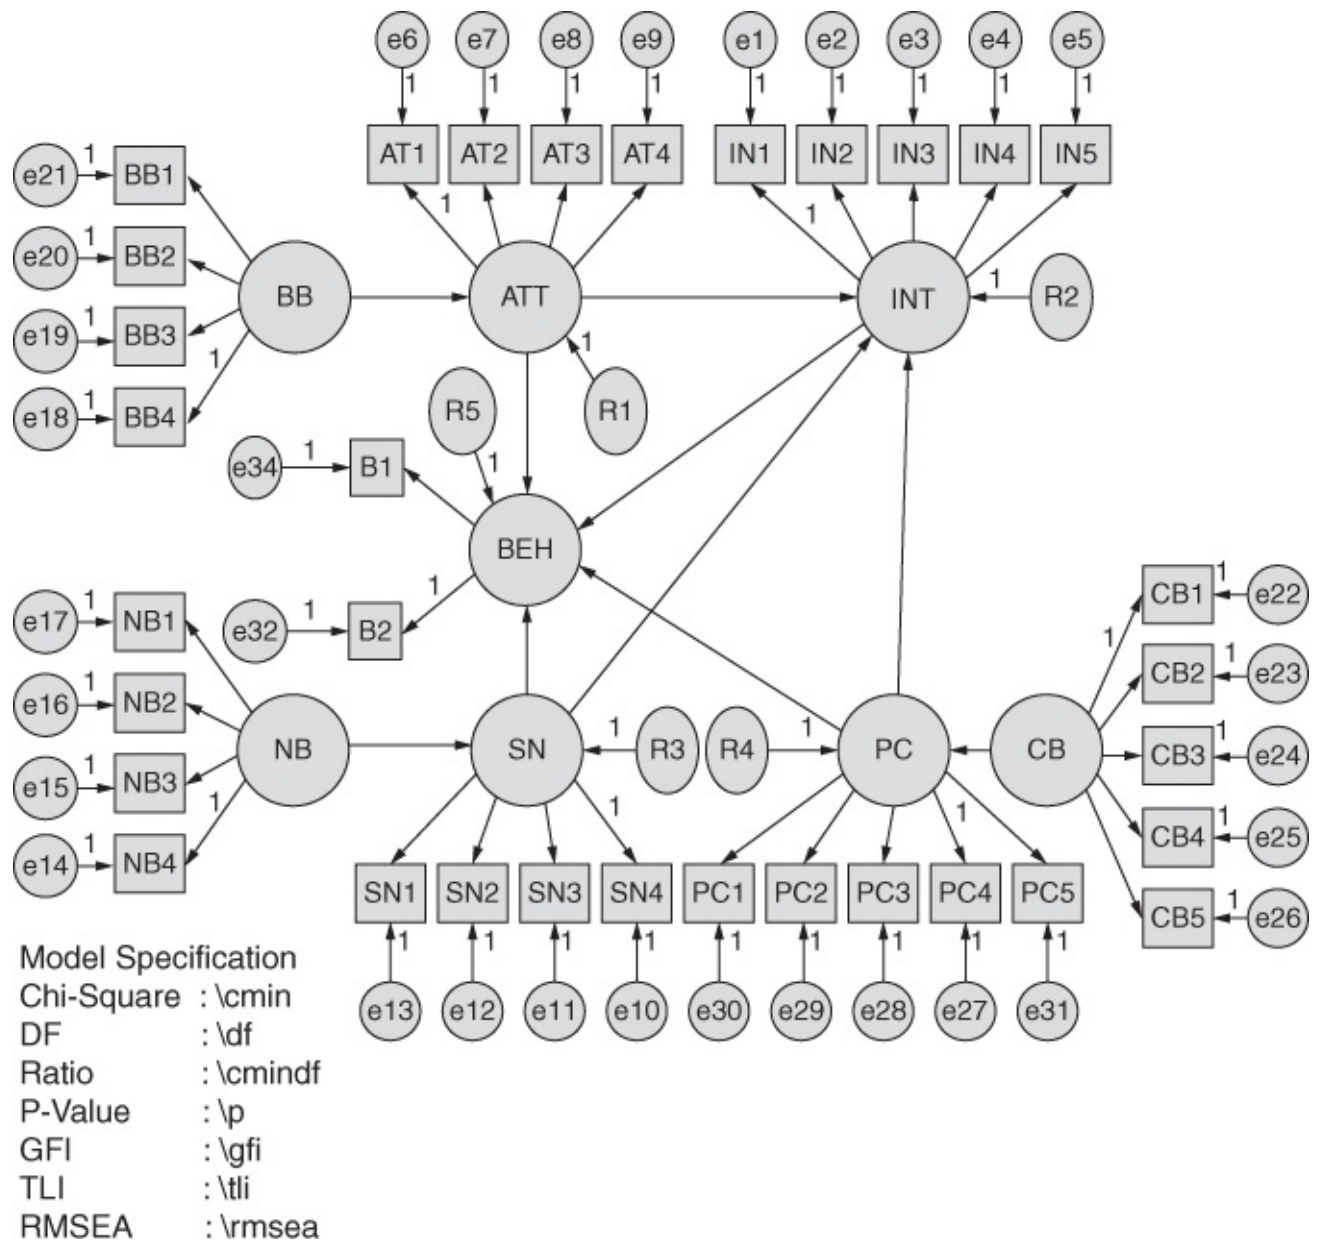 e6 e7 e8 e9 e1 e2 e3 e4 e5
1 1 1 1 1 1 1 1 1
AT1 AT2 AT3 AT4 IN1 IN2 IN3 IN4 IN5
1 1
e21 1 BB1
e20 1 BB2
e19 1 BB3
e18 1 BB4
1
BB ATT INT 1 R2
R5 1 R1
1
e34 1 B1
BEH
1
e32 1 B2
e17 1 NB1
e16 1 NB2
e15 1 NB3
e14 1 NB4
1
NB SN 1 R3 R4 1 PC CB
1
CB1 1 e22
CB2 1 e23
CB3 1 e24
CB4 1 e25
CB5 1 e26
1 1
SN1 SN2 SN3 SN4 PC1 PC2 PC3 PC4 PC5
1 1 1 1 1 1 1 1 1
e13 e12 e11 e10 e30 e29 e28 e27 e31
Model Specification
Chi-Square : \cmin
DF : \df
Ratio : \cmindf
P-Value : \p
GFI : \gfi
TLI : \tli
RMSEA : \rmsea